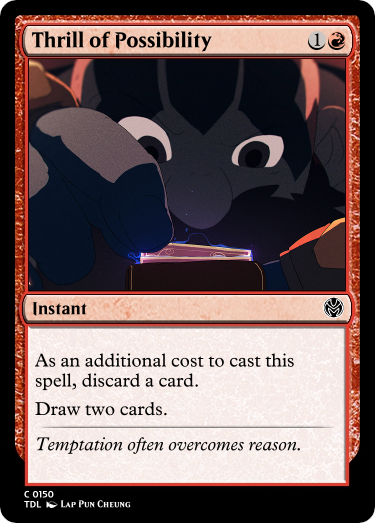 Thrill of Possibility 1
Instant
As an additional cost to cast this
spell, discard a card.
Draw two cards.
Temptation often overcomes reason.
C 0150
TDL LAP PUN CHEUNG